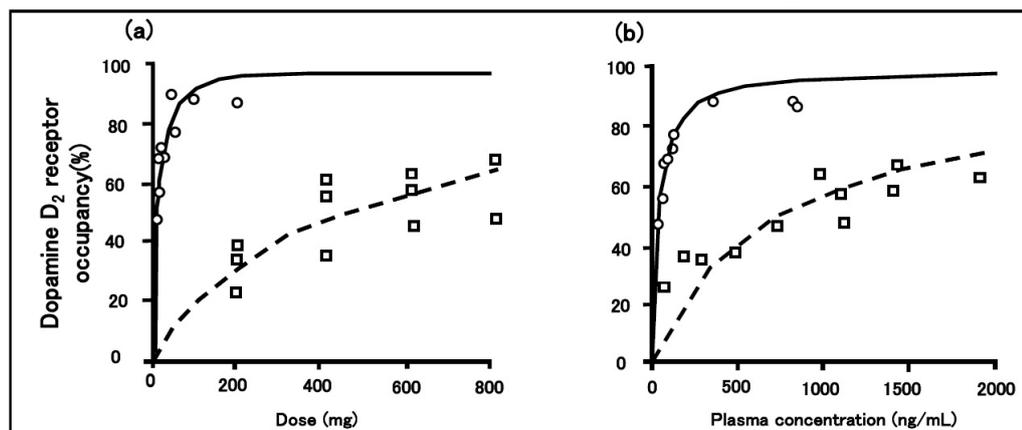 (a)
(b)
Dopamine D₂ receptor
occupancy(%)
100
80
60
40
20
0
0 200 400 600 800
Dose (mg)
100
80
60
40
20
0
0 500 1000 1500 2000
Plasma concentration (ng/mL)